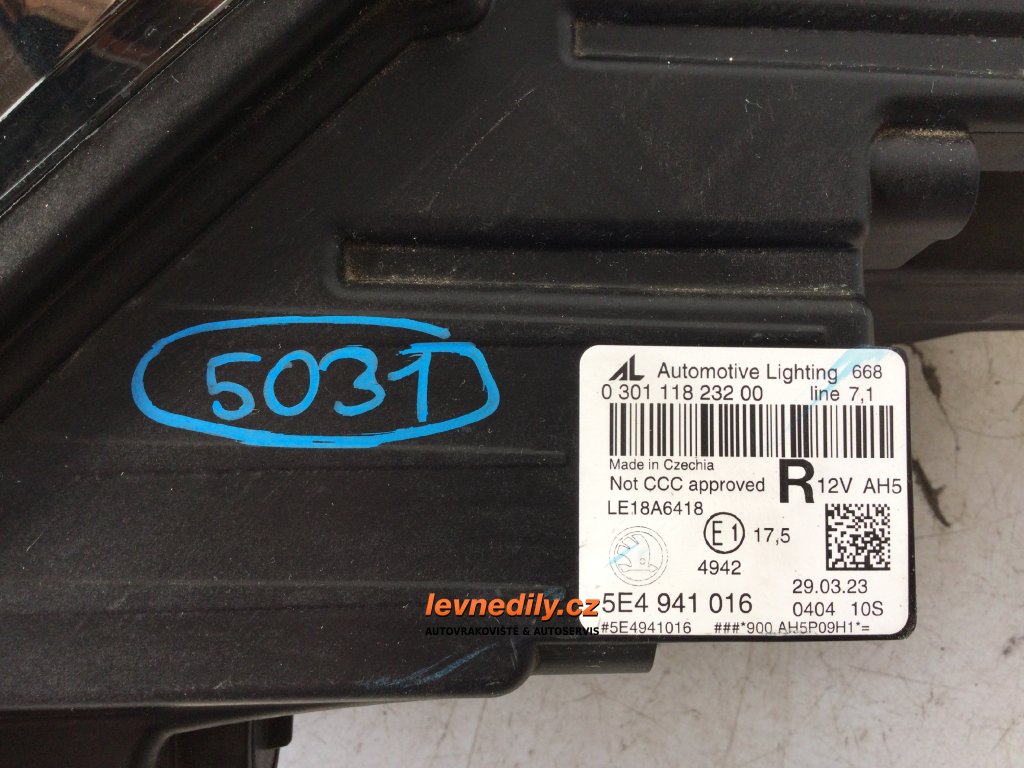 5031
AL Automotive Lighting 668
0 301 118 232 00 line 7,1
Made in Czechia
Not CCC approved R 12V AH5
LE18A6418
E1 17,5
4942
29.03.23
5E4 941 016 0404 10S
#5E4941016 ###*900 AH5P09H1*=
levnedily.cz
AUTOVRAKOVIŠTĚ & AUTOSERVIS